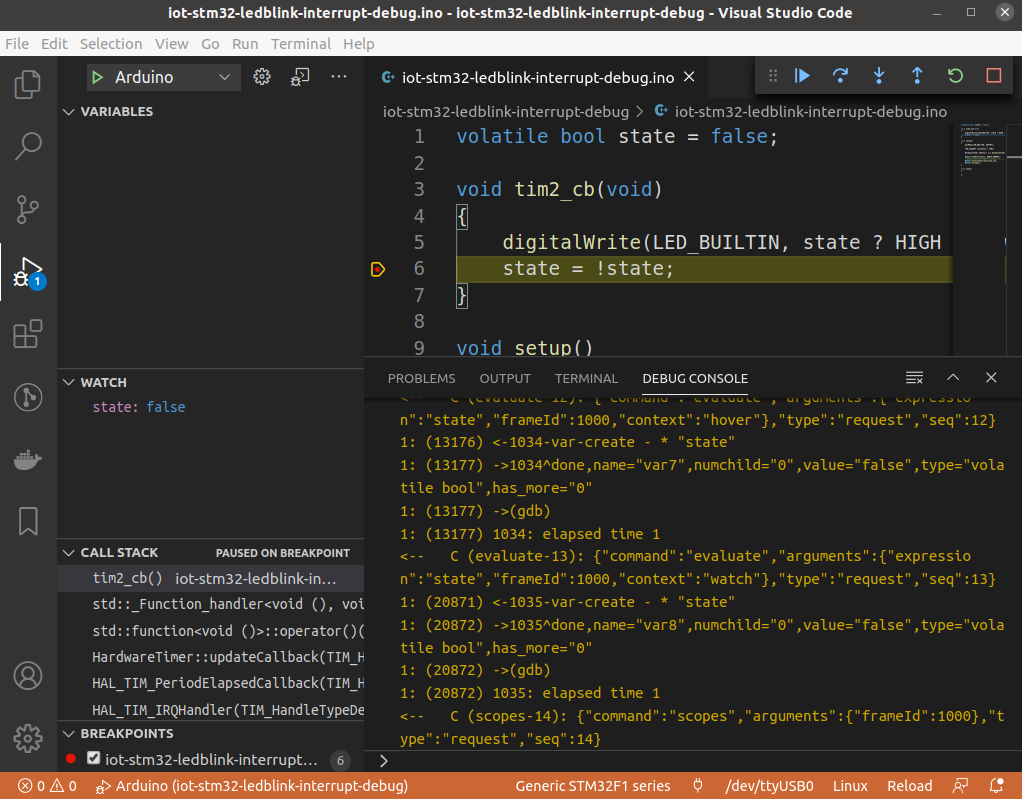 iot-stm32-ledblink-interrupt-debug.ino - iot-stm32-ledblink-interrupt-debug - Visual Studio Code
File Edit Selection View Go Run Terminal Help
Arduino
VARIABLES
WATCH
state: false
CALL STACK PAUSED ON BREAKPOINT
tim2_cb() iot-stm32-ledblink-in...
std::_Function_handler<void (), voi
std::function<void ()>::operator()(
HardwareTimer::updateCallback(TIM_H
HAL_TIM_PeriodElapsedCallback(TIM_H
HAL_TIM_IRQHandler(TIM_HandleTypeDe
BREAKPOINTS
iot-stm32-ledblink-interrupt... 6
1
iot-stm32-ledblink-interrupt-debug.ino
iot-stm32-ledblink-interrupt-debug > iot-stm32-ledblink-interrupt-debug.ino
1 volatile bool state = false;
2
3 void tim2_cb(void)
4 {
5 digitalWrite(LED_BUILTIN, state ? HIGH
6 state = !state;
7 }
8
9 void setup()
PROBLEMS OUTPUT TERMINAL DEBUG CONSOLE
<-- C (evaluate-12): {"command":"evaluate","arguments":{"expressio
n":"state","frameId":1000,"context":"hover"},"type":"request","seq":12}
1: (13176) <-1034-var-create - * "state"
1: (13177) ->1034^done,name="var7",numchild="0",value="false",type="vola
tile bool",has_more="0"
1: (13177) ->(gdb)
1: (13177) 1034: elapsed time 1
<-- C (evaluate-13): {"command":"evaluate","arguments":{"expressio
n":"state","frameId":1000,"context":"watch"},"type":"request","seq":13}
1: (20871) <-1035-var-create - * "state"
1: (20872) ->1035^done,name="var8",numchild="0",value="false",type="vola
tile bool",has_more="0"
1: (20872) ->(gdb)
1: (20872) 1035: elapsed time 1
<-- C (scopes-14): {"command":"scopes","arguments":{"frameId":1000},"t
ype":"request","seq":14}
>
0 0 Arduino (iot-stm32-ledblink-interrupt-debug) Generic STM32F1 series /dev/ttyUSB0 Linux Reload